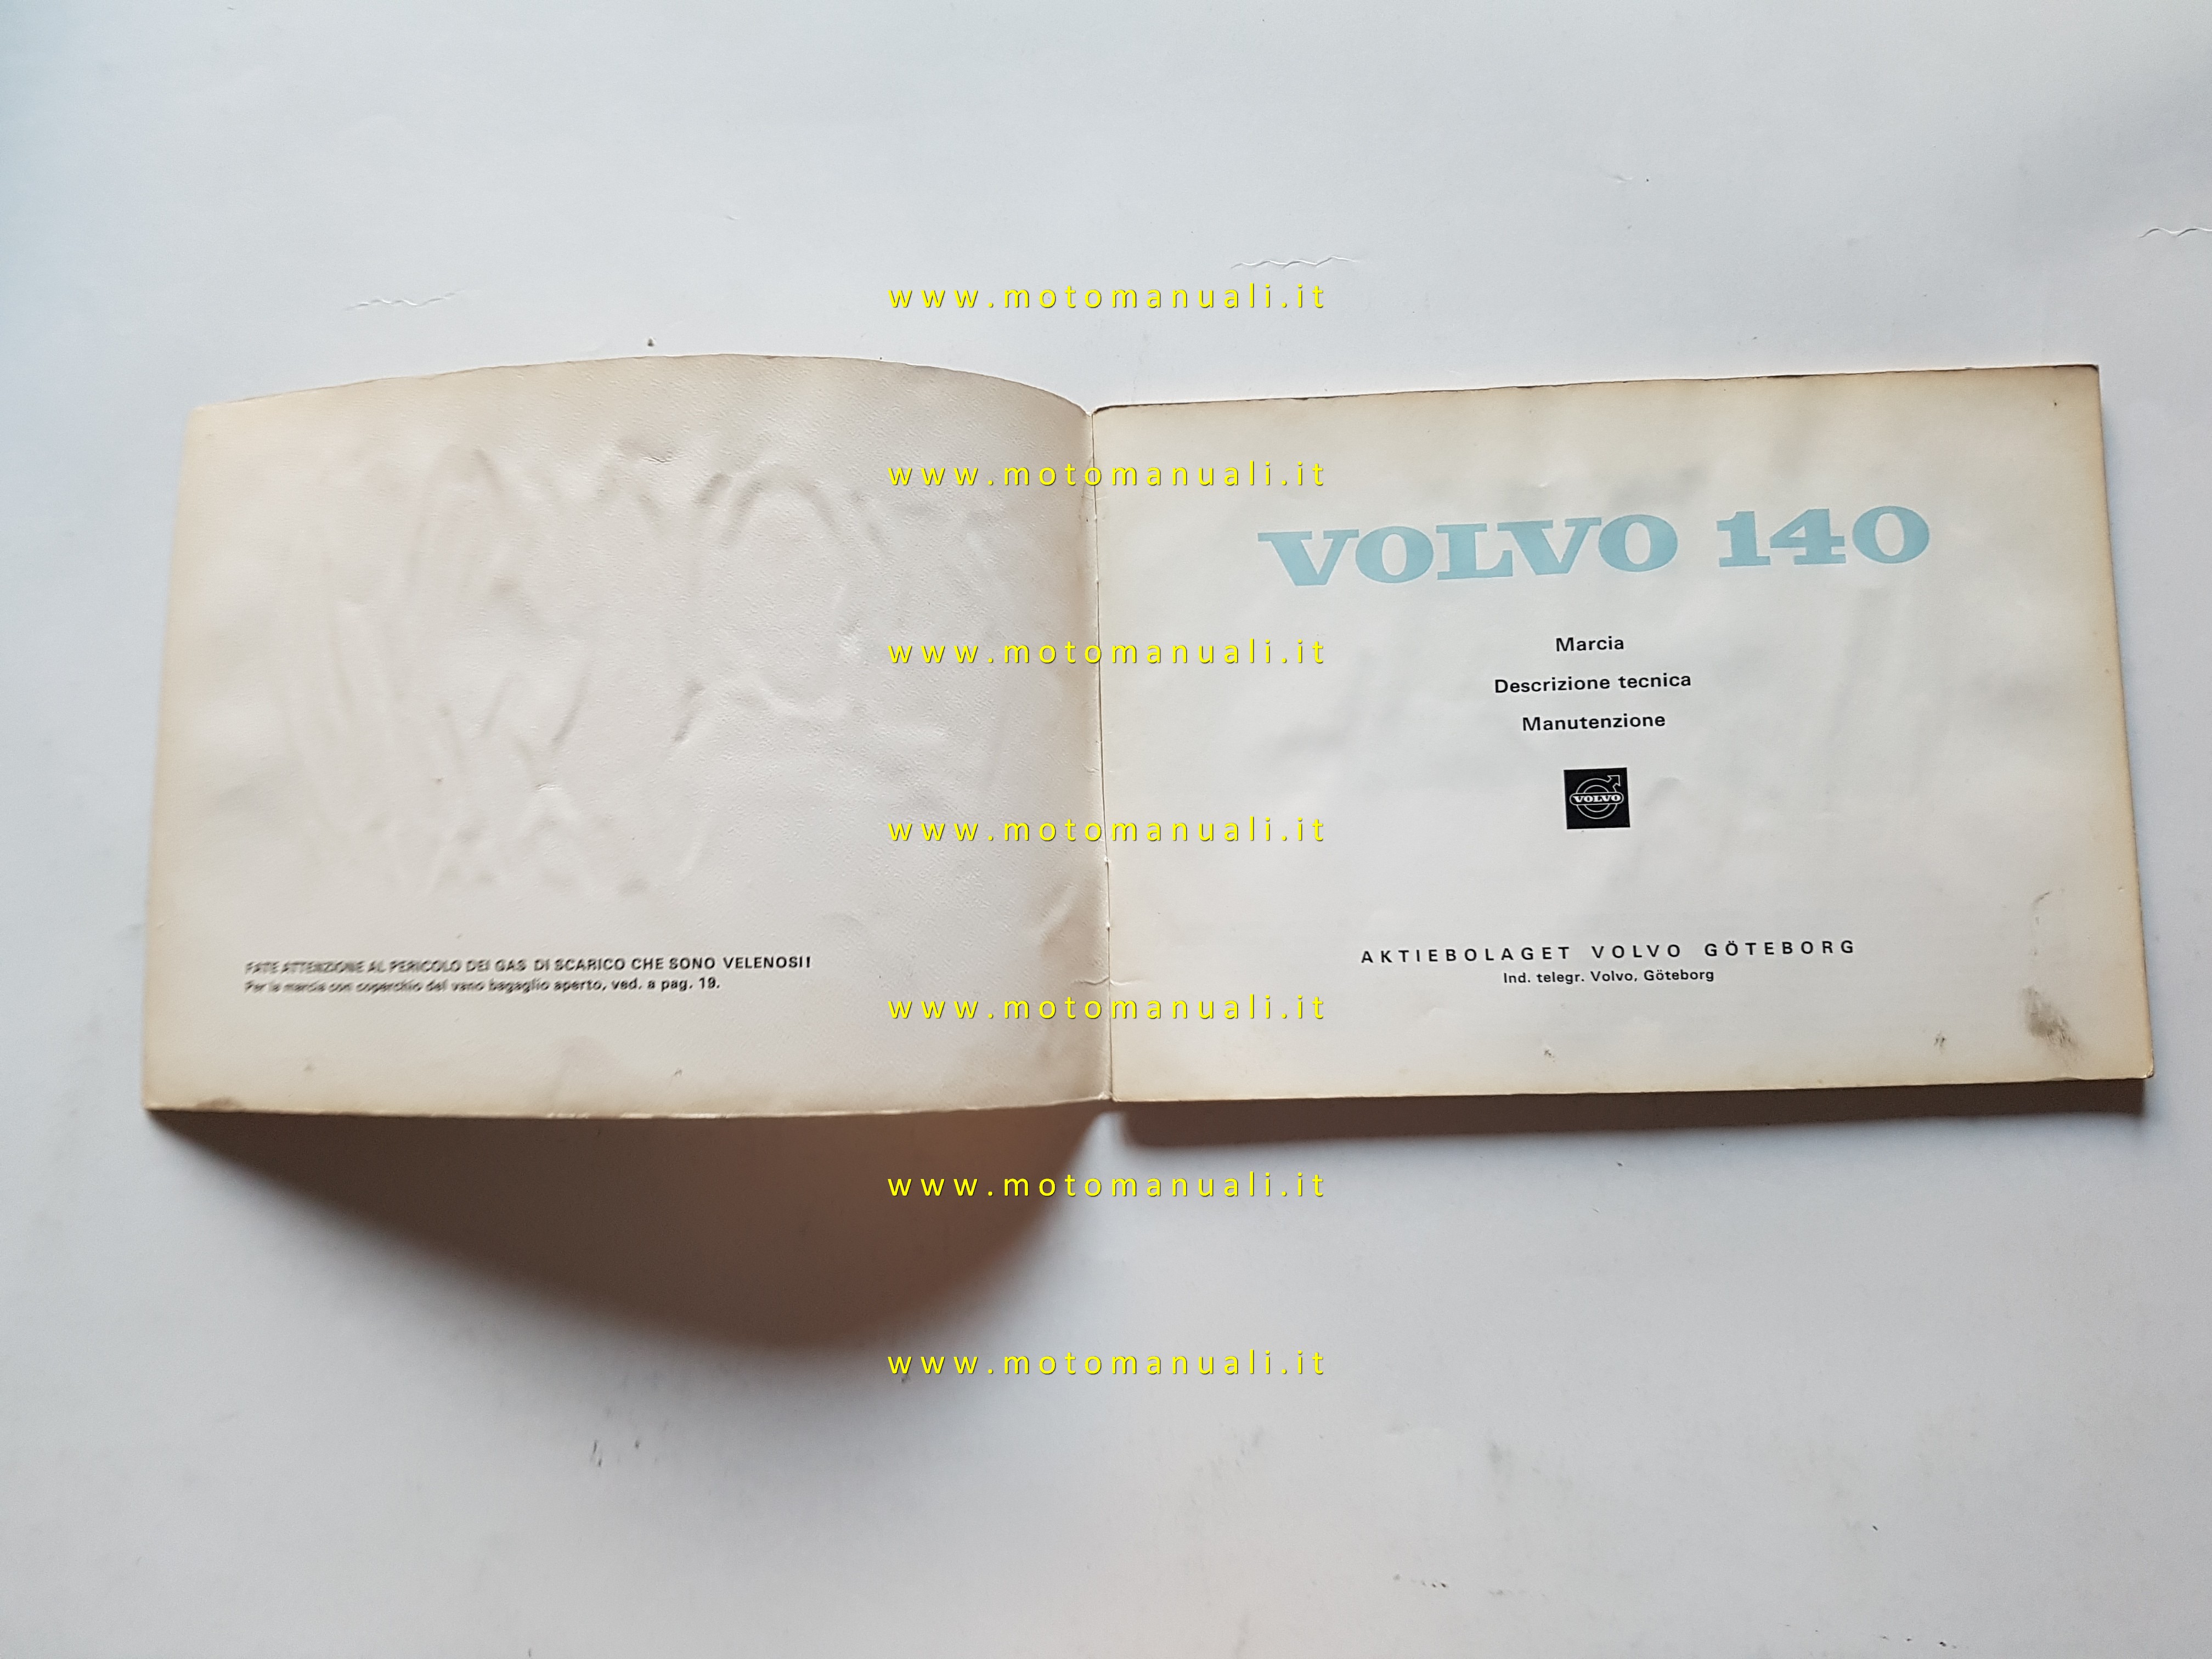 www.motomanuali.it
www.motomanuali.it
www.motomanuali.it
www.motomanuali.it
www.motomanuali.it
www.motomanuali.it
www.motomanuali.it
FATE ATTENZIONE AL PERICOLO DEI GAS DI SCARICO CHE SONO VELENOSI!
Per la marcia con coperchio del vano bagaglio aperto, ved. a pag. 19.
VOLVO 140
Marcia
Descrizione tecnica
Manutenzione
VOLVO
AKTIEBOLAGET VOLVO GÖTEBORG
Ind. telegr. Volvo, Göteborg